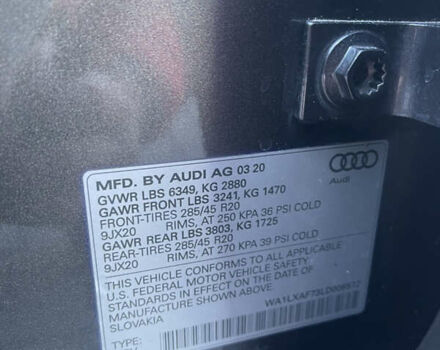 MFD. BY AUDI AG 03 20
GVWR LBS 6349, KG 2880
GAWR FRONT LBS 3241, KG 1470
FRONT-TIRES 285/45 R20
9JX20 RIMS, AT 250 KPA 36 PSI COLD
GAWR REAR LBS 3803, KG 1725
REAR-TIRES 285/45 R20
9JX20 RIMS, AT 270 KPA 39 PSI COLD
THIS VEHICLE CONFORMS TO ALL APPLICABLE
U.S. FEDERAL MOTOR VEHICLE SAFETY
STANDARDS IN EFFECT ON THE DATE OF
MANUFACTURE SHOWN ABOVE
SLOVAKIA
TYPE
Audi